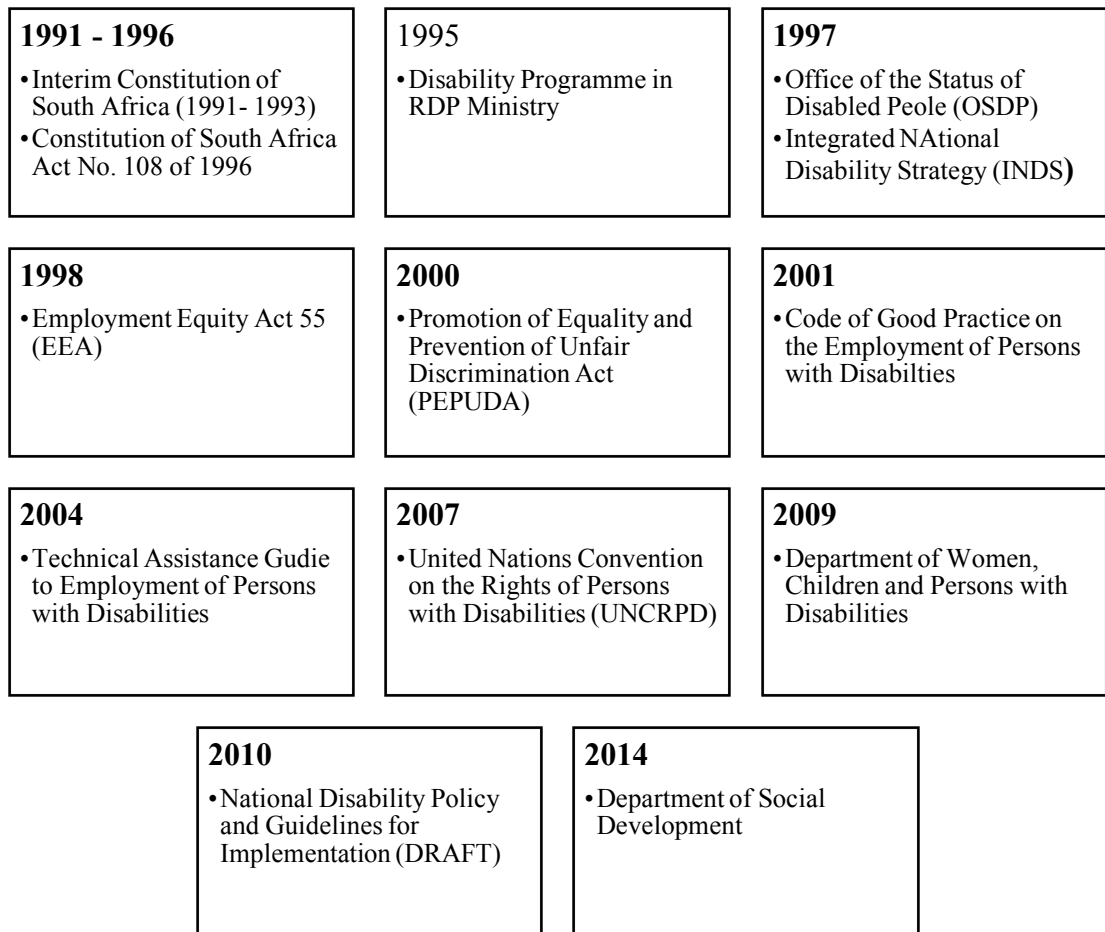 1991 - 1996
•Interim Constitution of
South Africa (1991- 1993)
•Constitution of South Africa
Act No. 108 of 1996
1995
•Disability Programme in
RDP Ministry
1997
•Office of the Status of
Disabled Peole (OSDP)
•Integrated NAtional
Disability Strategy (INDS)
1998
•Employment Equity Act 55
(EEA)
2000
•Promotion of Equality and
Prevention of Unfair
Discrimination Act
(PEPUDA)
2001
•Code of Good Practice on
the Employment of Persons
with Disabilties
2004
•Technical Assistance Gudie
to Employment of Persons
with Disabilities
2007
•United Nations Convention
on the Rights of Persons
with Disabilities (UNCRPD)
2009
•Department of Women,
Children and Persons with
Disabilities
2010
•National Disability Policy
and Guidelines for
Implementation (DRAFT)
2014
•Department of Social
Development